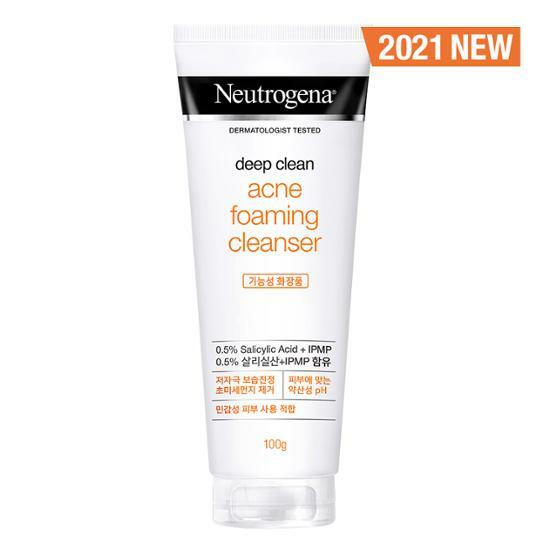 2021 NEW
Neutrogena®
DERMATOLOGIST TESTED
deep clean
acne
foaming
cleanser
기능성 화장품
0.5% Salicylic Acid + IPMP
0.5% 살리실산+IPMP 함유
저자극 보습진정
초미세먼지 제거
피부에 맞는
약산성 pH
민감성 피부 사용 적합
100g